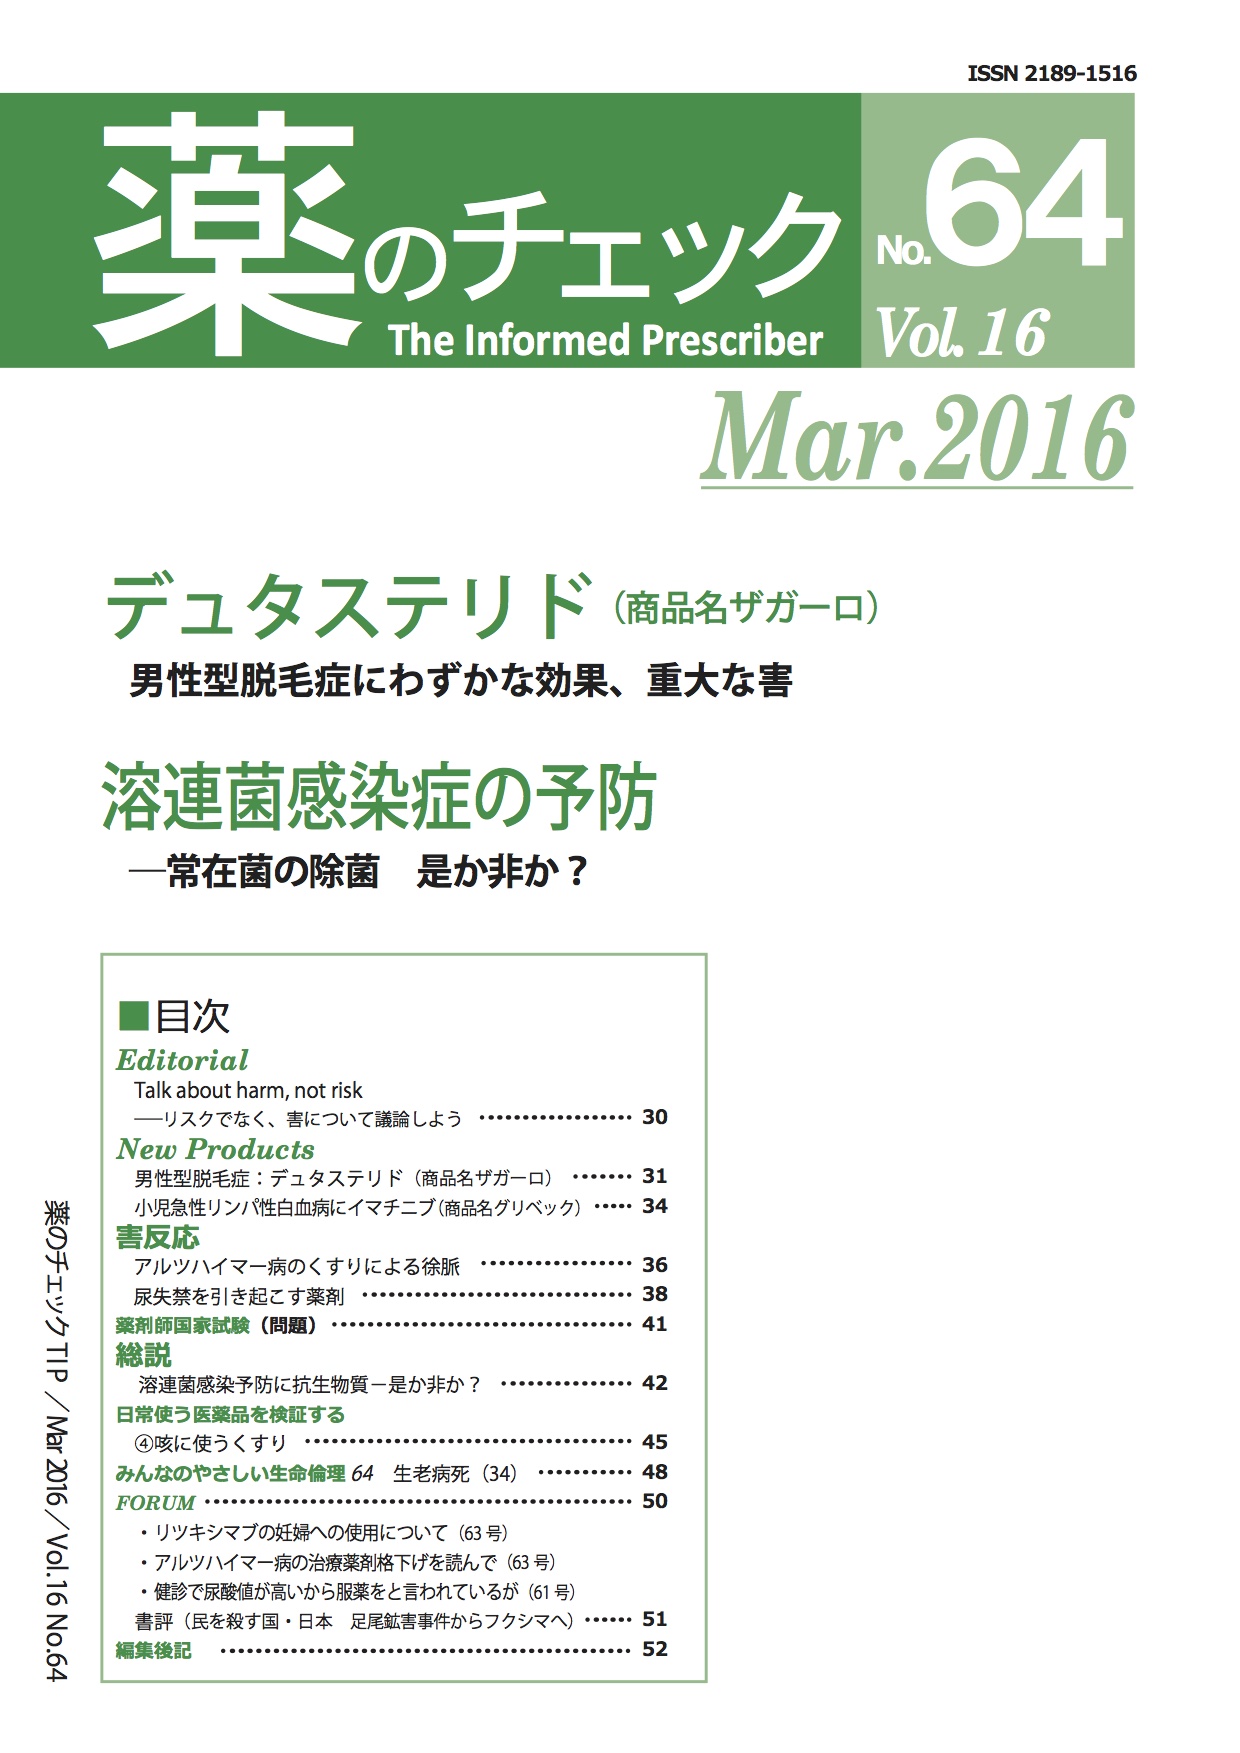 ISSN 2189-1516
薬のチェック
The Informed Prescriber
No.64
Vol.16
Mar.2016
デュタステリド（商品名ザガーロ）
男性型脱毛症にわずかな効果、重大な害
溶連菌感染症の予防
―常在菌の除菌　是か非か？
■目次
Editorial
Talk about harm, not risk
――リスクでなく、害について議論しよう ················· 30
New Products
男性型脱毛症：デュタステリド（商品名ザガーロ） ······· 31
小児急性リンパ性白血病にイマチニブ（商品名グリベック） ····· 34
害反応
アルツハイマー病のくすりによる徐脈 ················· 36
尿失禁を引き起こす薬剤 ······························ 38
薬剤師国家試験（問題） ·································· 41
総説
溶連菌感染予防に抗生物質－是か非か？ ··············· 42
日常使う医薬品を検証する
④咳に使うくすり ····································· 45
みんなのやさしい生命倫理 64　生老病死（34） ··········· 48
FORUM ················································ 50
・リツキシマブの妊婦への使用について（63 号）
・アルツハイマー病の治療薬剤格下げを読んで（63 号）
・健診で尿酸値が高いから服薬をと言われているが（61 号）
書評（民を殺す国・日本　足尾鉱害事件からフクシマへ） ······ 51
編集後記 ··············································· 52
薬のチェック TIP ／Mar 2016／Vol.16 No.64